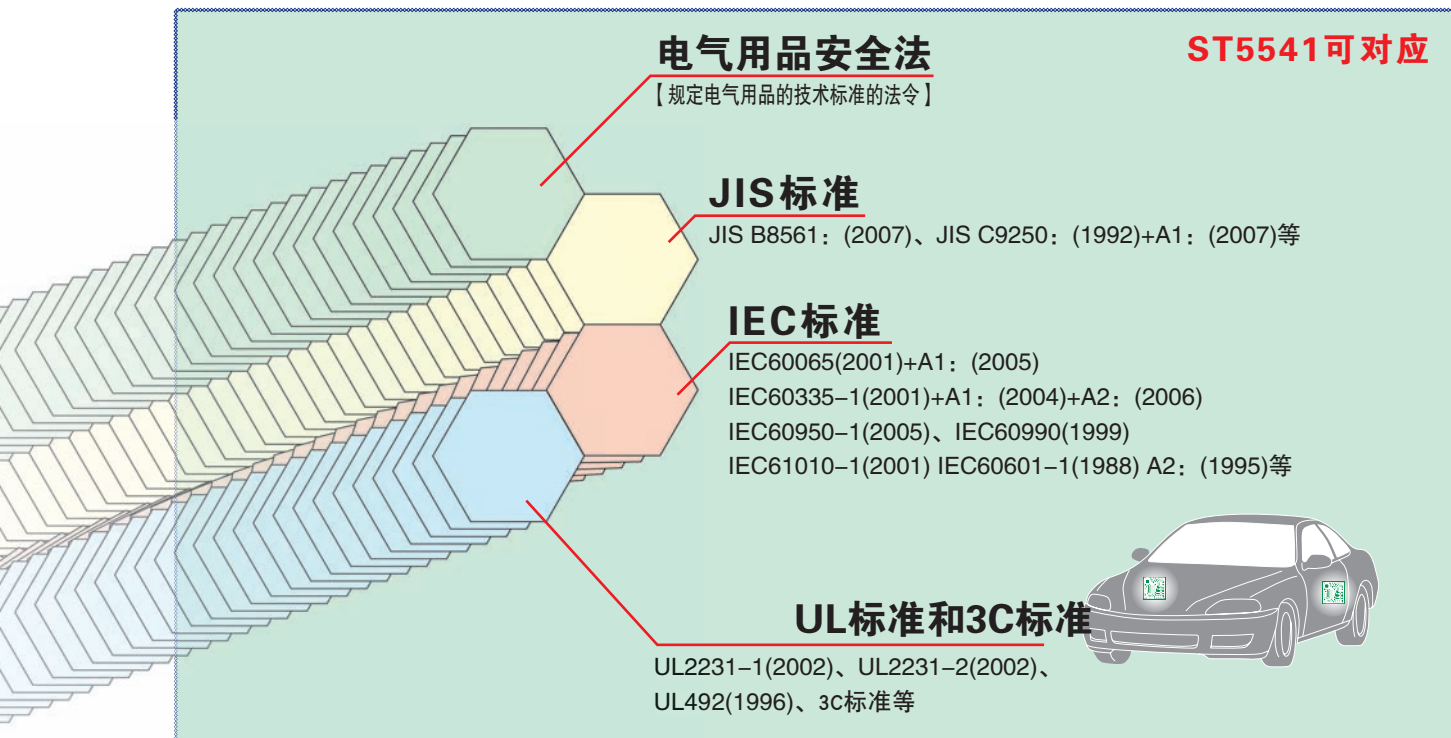 ST5541可对应
电气用品安全法
【规定电气用品的技术标准的法令】
JIS标准
JIS B8561：(2007)、JIS C9250：(1992)+A1：(2007)等
IEC标准
IEC60065(2001)+A1：(2005)
IEC60335–1(2001)+A1：(2004)+A2：(2006)
IEC60950–1(2005)、IEC60990(1999)
IEC61010–1(2001) IEC60601–1(1988) A2：(1995)等
UL标准和3C标准
UL2231–1(2002)、UL2231–2(2002)、
UL492(1996)、3C标准等